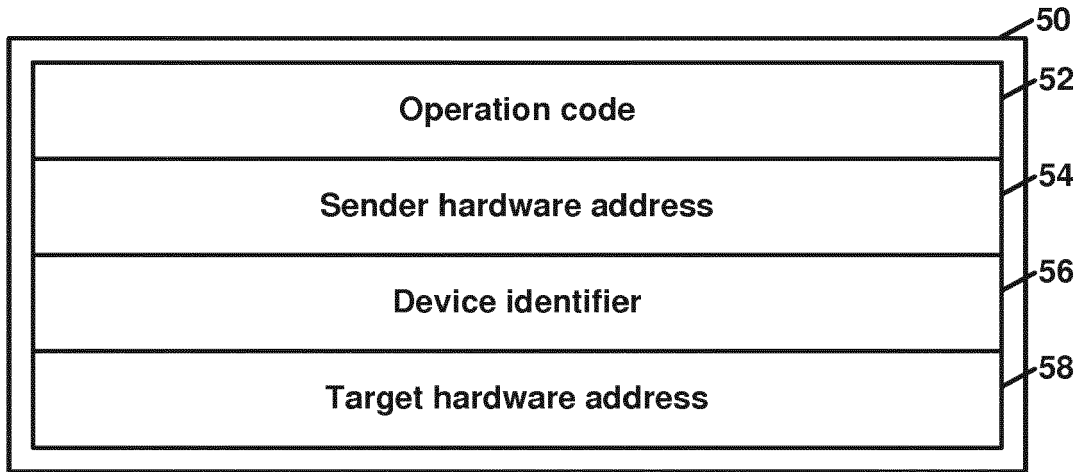 50
Operation code
52
Sender hardware address
54
Device identifier
56
Target hardware address
58